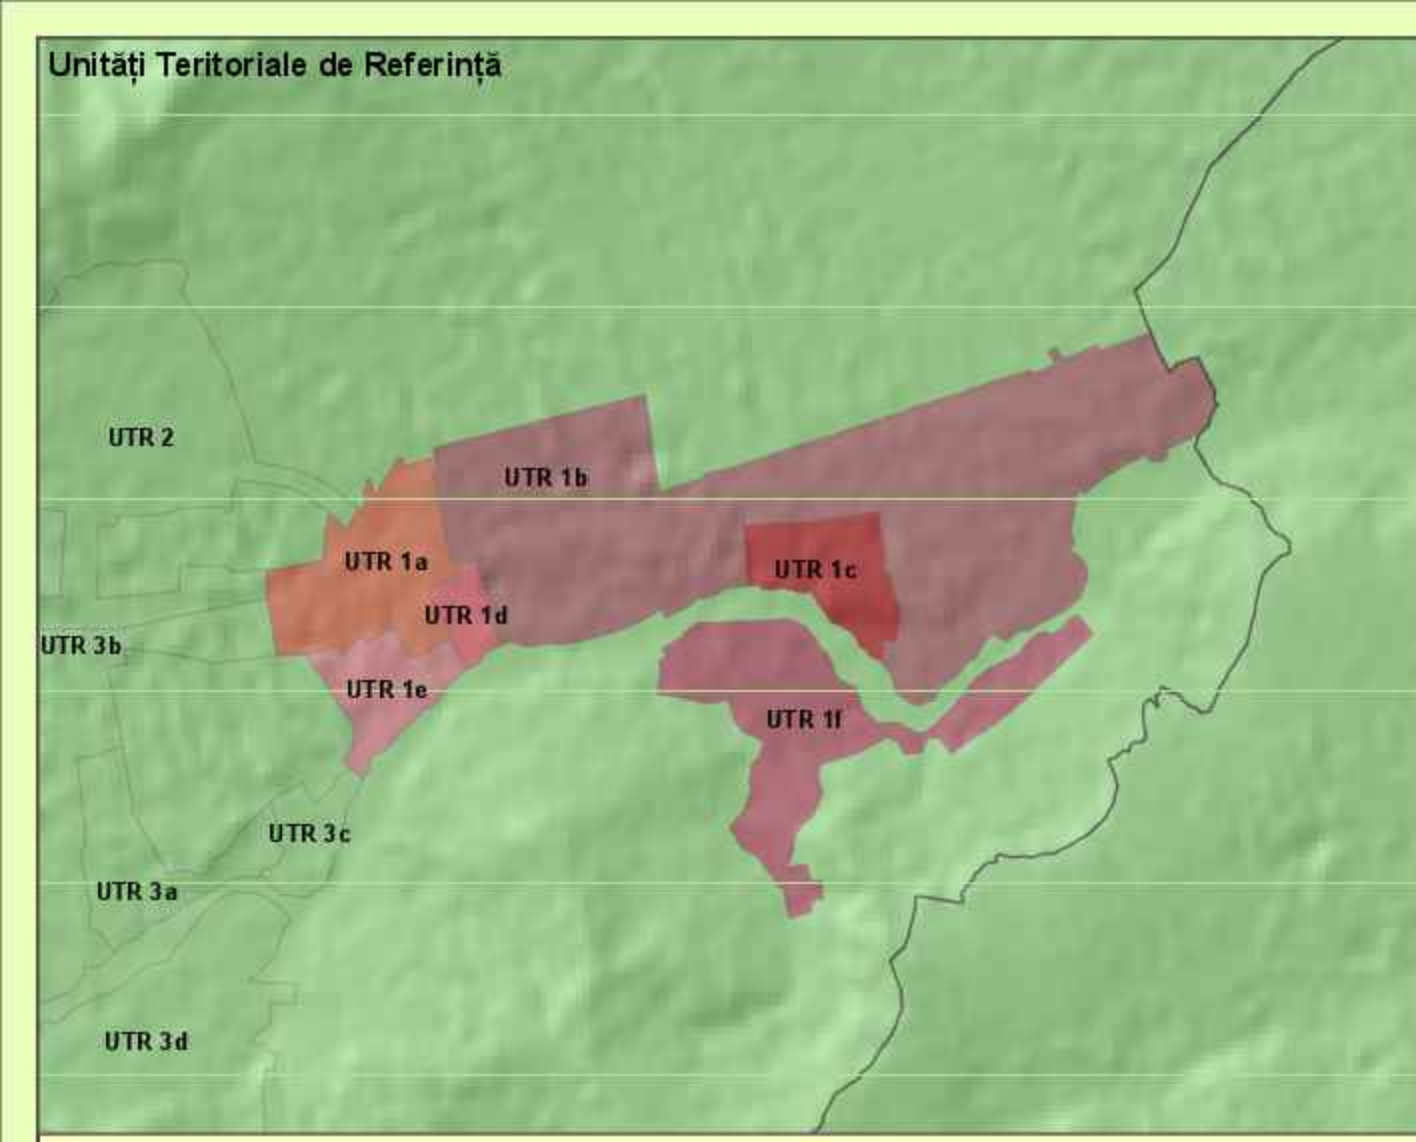 Unități Teritoriale de Referință
UTR 2
UTR 1b
UTR 1a
UTR 1c
UTR 1d
UTR 3b
UTR 1e
UTR 1f
UTR 3c
UTR 3a
UTR 3d